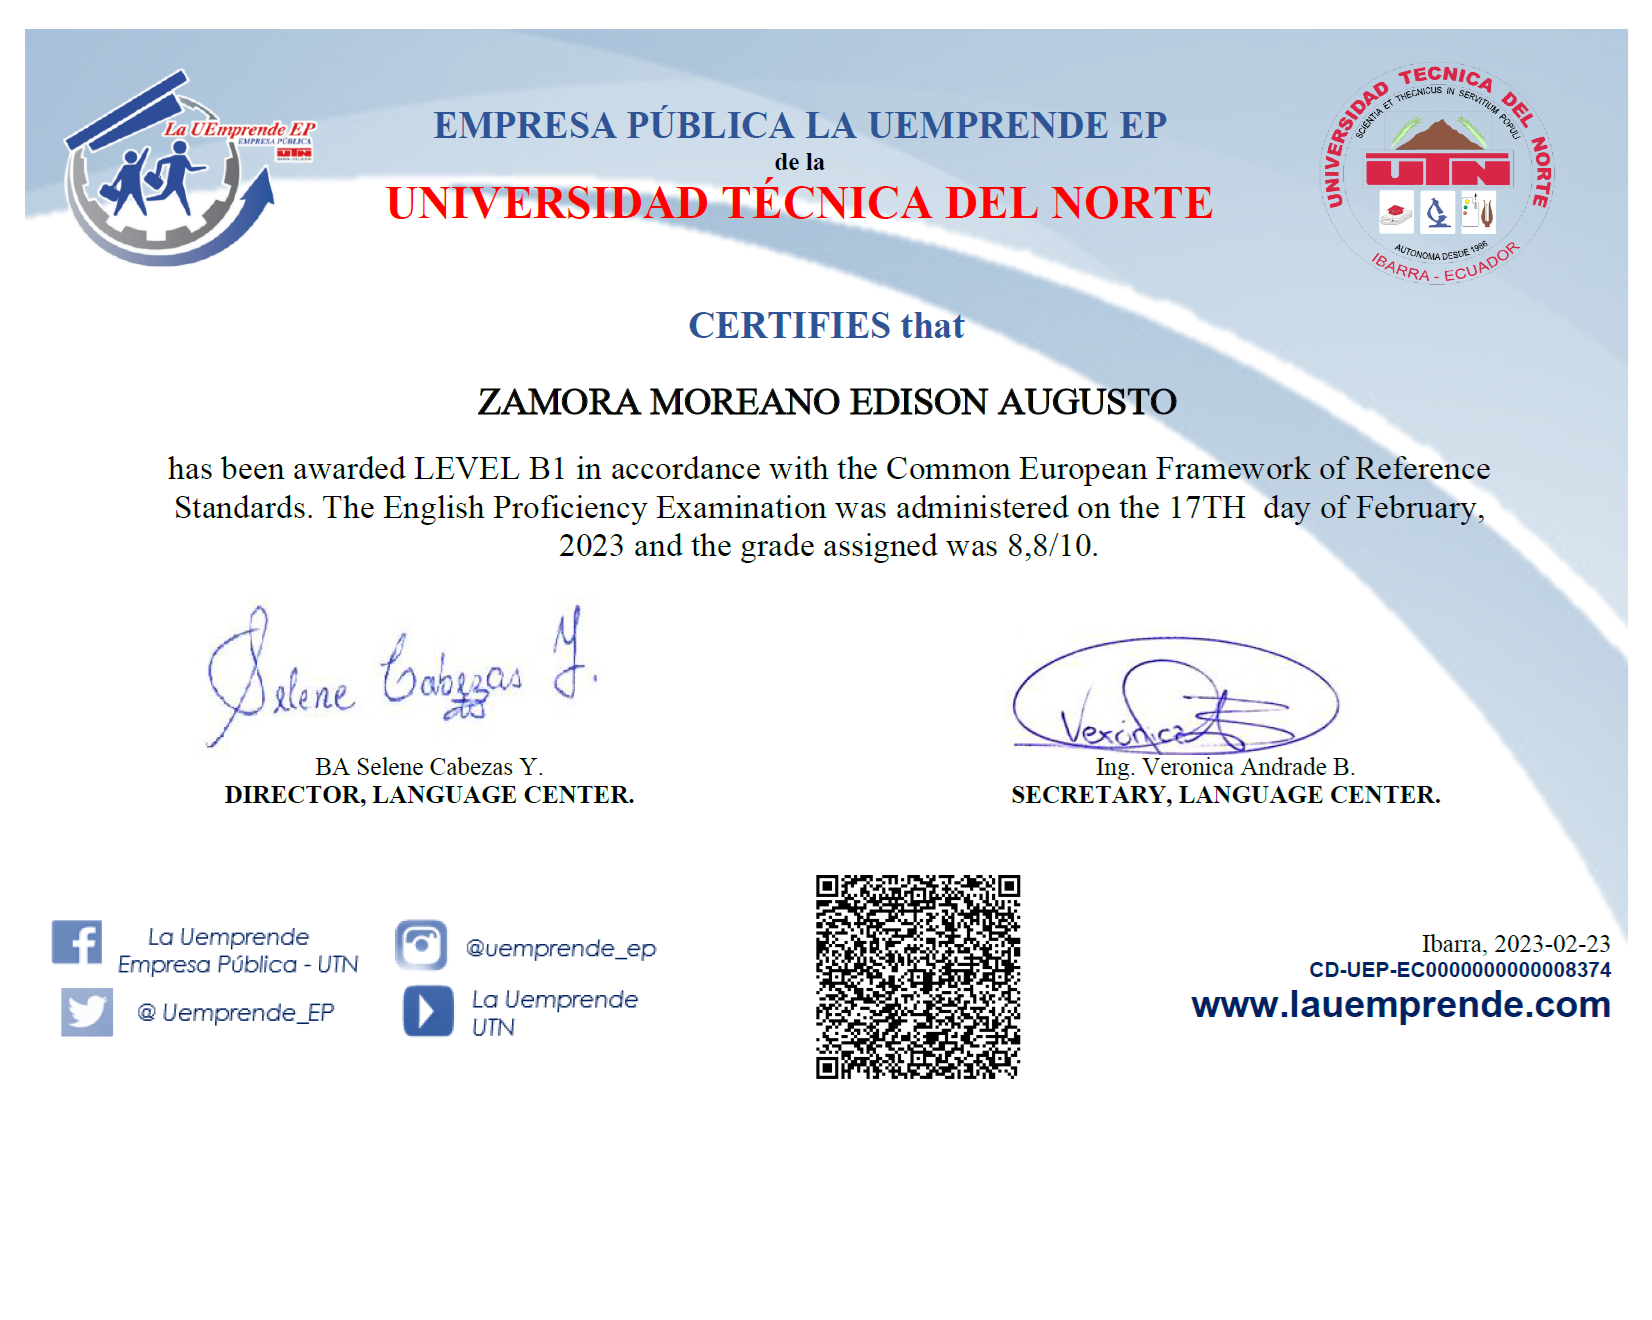 La UEmprende EP
EMPRESA PÚBLICA
UTN
IBARRA - ECUADOR
EMPRESA PÚBLICA LA UEMPRENDE EP
de la
UNIVERSIDAD TÉCNICA DEL NORTE
UNIVERSIDAD TECNICA DEL NORTE
SCIENTIA ET THECNICUS IN SERVITIUM POPULI
UTN
AUTONOMA DESDE 1986
IBARRA - ECUADOR
CERTIFIES that
ZAMORA MOREANO EDISON AUGUSTO
has been awarded LEVEL B1 in accordance with the Common European Framework of Reference
Standards. The English Proficiency Examination was administered on the 17TH day of February,
2023 and the grade assigned was 8,8/10.
Selene Cabezas Y.
Verónica
BA Selene Cabezas Y.
DIRECTOR, LANGUAGE CENTER.
Ing. Veronica Andrade B.
SECRETARY, LANGUAGE CENTER.
La Uemprende
Empresa Pública - UTN
@uemprende_ep
@ Uemprende_EP
La Uemprende
UTN
Ibarra, 2023-02-23
CD-UEP-EC0000000000008374
www.lauemprende.com